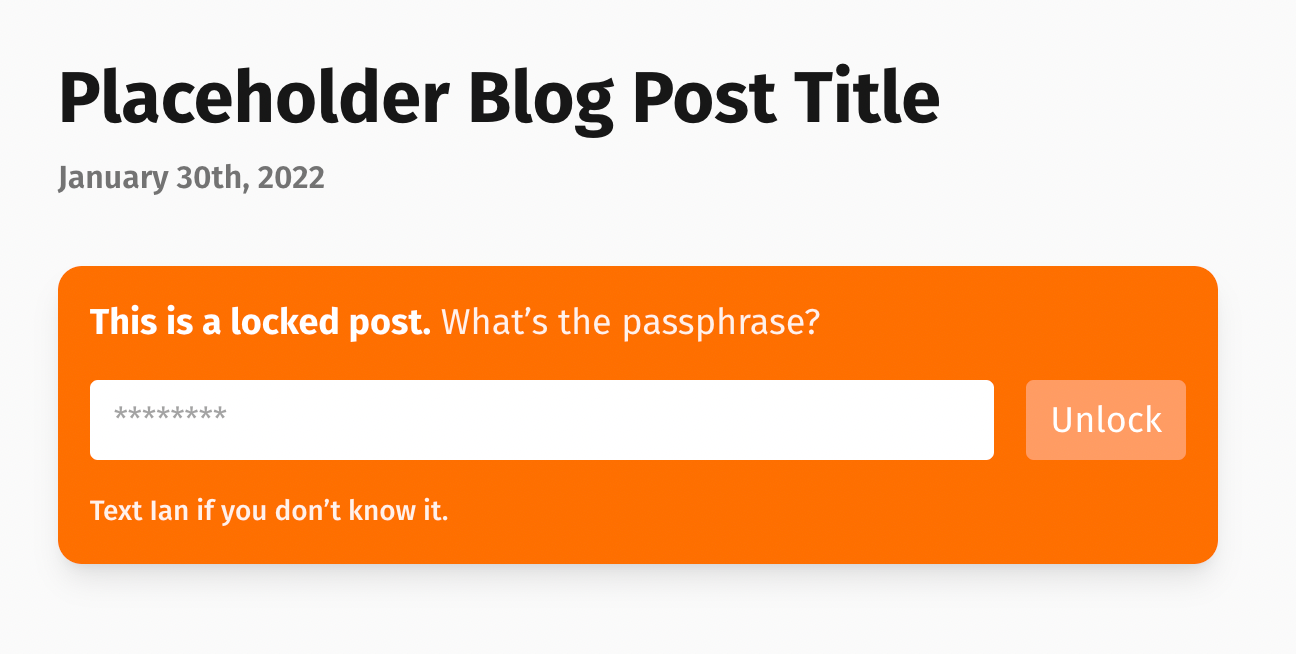 Placeholder Blog Post Title
January 30th, 2022
This is a locked post. What’s the passphrase?
********
Unlock
Text Ian if you don’t know it.